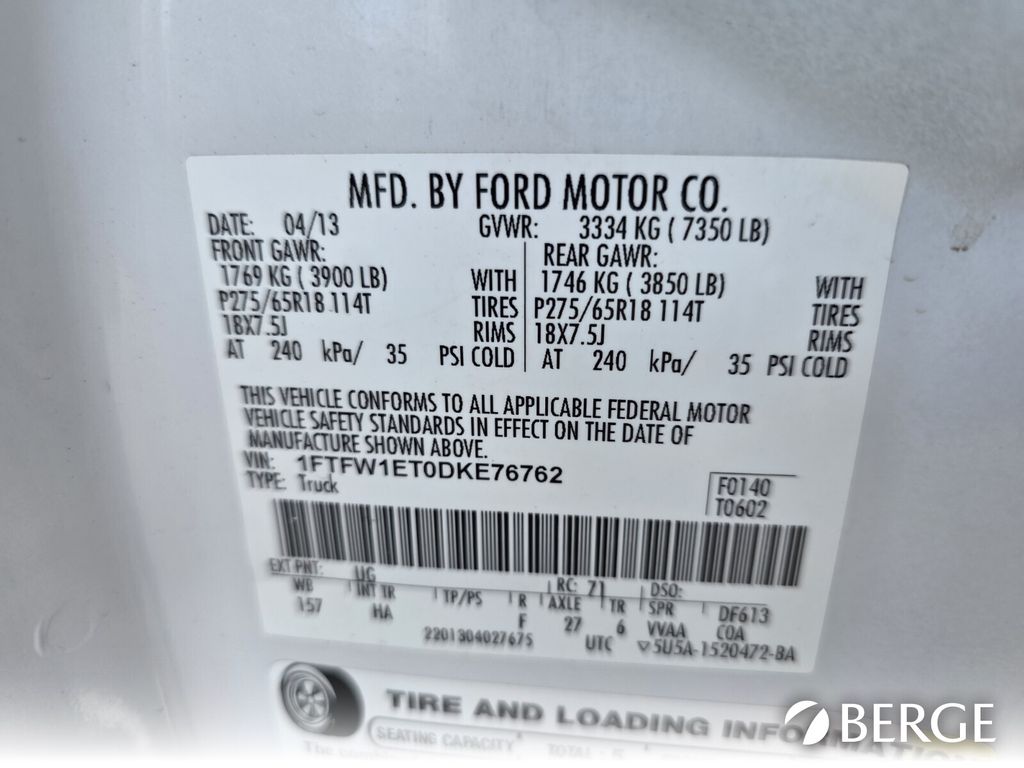 MFD. BY FORD MOTOR CO.
DATE: 04/13 GVWR: 3334 KG ( 7350 LB)
FRONT GAWR: REAR GAWR:
1769 KG ( 3900 LB) WITH 1746 KG ( 3850 LB) WITH
P275/65R18 114T TIRES P275/65R18 114T TIRES
18X7.5J RIMS 18X7.5J RIMS
AT 240 kPa/ 35 PSI COLD AT 240 kPa/ 35 PSI COLD
THIS VEHICLE CONFORMS TO ALL APPLICABLE FEDERAL MOTOR
VEHICLE SAFETY STANDARDS IN EFFECT ON THE DATE OF
MANUFACTURE SHOWN ABOVE.
VIN: 1FTFW1ET0DKE76762
TYPE: Truck
F0140
T0602
EXT PNT: UG RC: 71 DSO:
WB INT TR TP/PS R AXLE TR SPR DF613
157 HA F 27 6 VVAA COA
2201304027675 UTC ▽5U5A-1520472-BA
TIRE AND LOADING INFORMATION
SEATING CAPACITY TOTAL : 5
The
BERGE